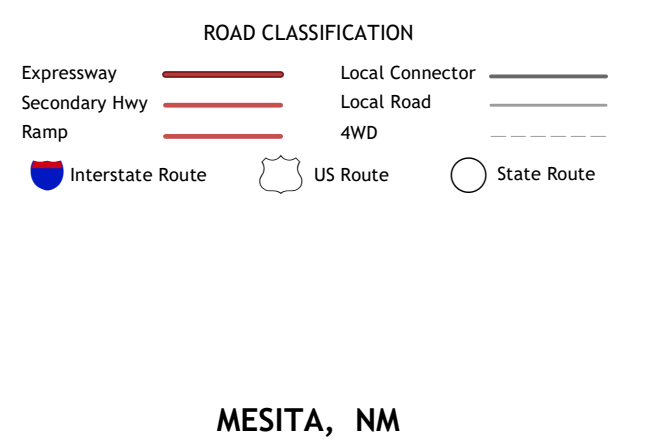 ROAD CLASSIFICATION
Expressway
Local Connector
Secondary Hwy
Local Road
Ramp
4WD
Interstate Route
US Route
State Route
MESITA, NM